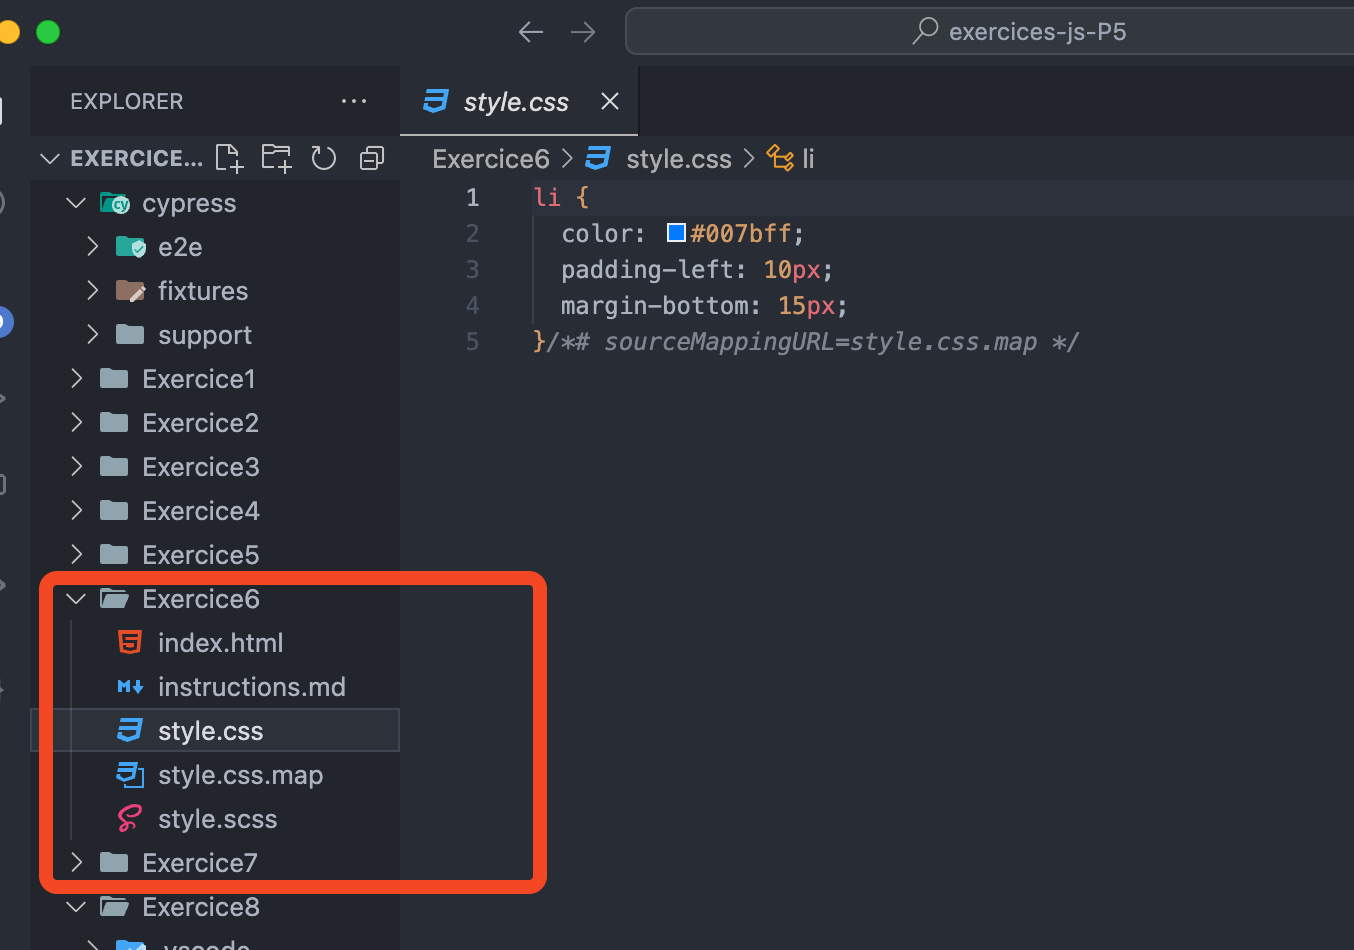 exercices-js-P5
EXPLORER
style.css
EXERCICE...
Exercice6 > style.css > li
cypress
e2e
fixtures
support
Exercice1
Exercice2
Exercice3
Exercice4
Exercice5
Exercice6
index.html
instructions.md
style.css
style.css.map
style.scss
Exercice7
Exercice8
.vscode
1 li {
2 color: #007bff;
3 padding-left: 10px;
4 margin-bottom: 15px;
5 }/*# sourceMappingURL=style.css.map */